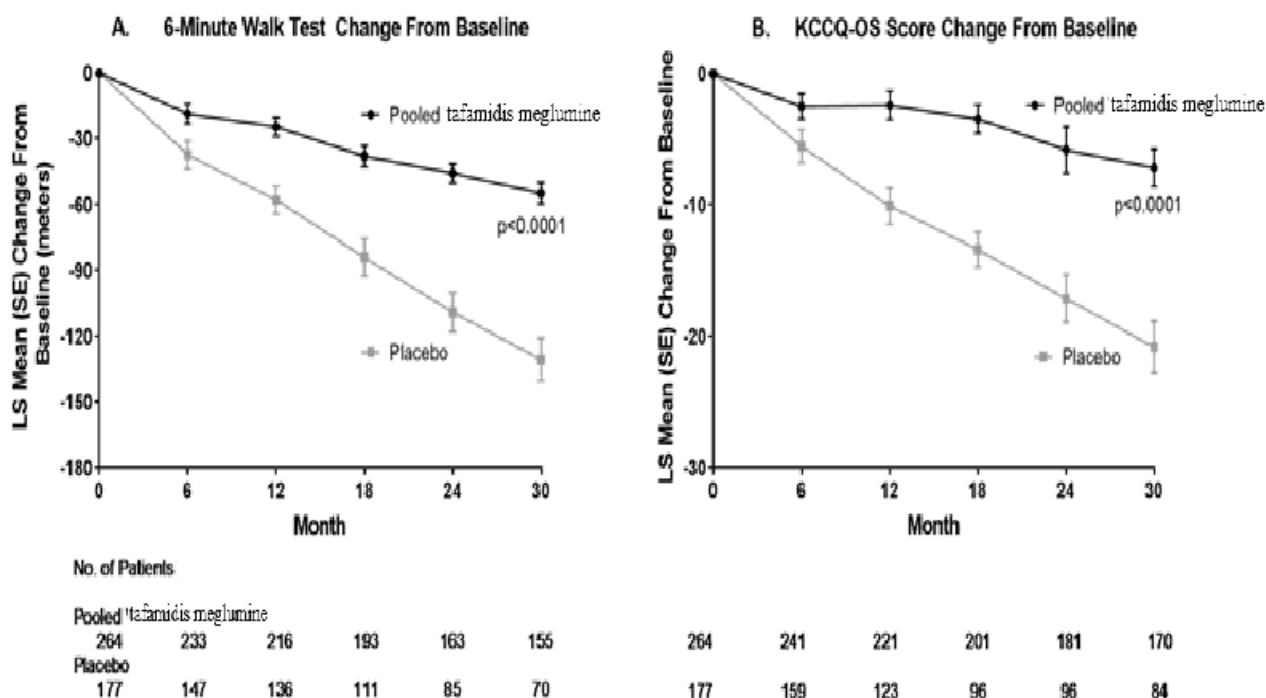 A. 6-Minute Walk Test Change From Baseline
LS Mean (SE) Change From
Baseline (meters)
0
-30
-60
-90
-120
-150
-180
Pooled tafamidis meglumine
p<0.0001
Placebo
0 6 12 18 24 30
Month
B. KCCQ-OS Score Change From Baseline
LS Mean (SE) Change From Baseline
0
-10
-20
-30
Pooled tafamidis meglumine
p<0.0001
Placebo
0 6 12 18 24 30
Month
No. of Patients
Pooled tafamidis meglumine
264 233 216 193 163 155 264 241 221 201 181 170
Placebo
177 147 136 111 85 70 177 159 123 96 96 84